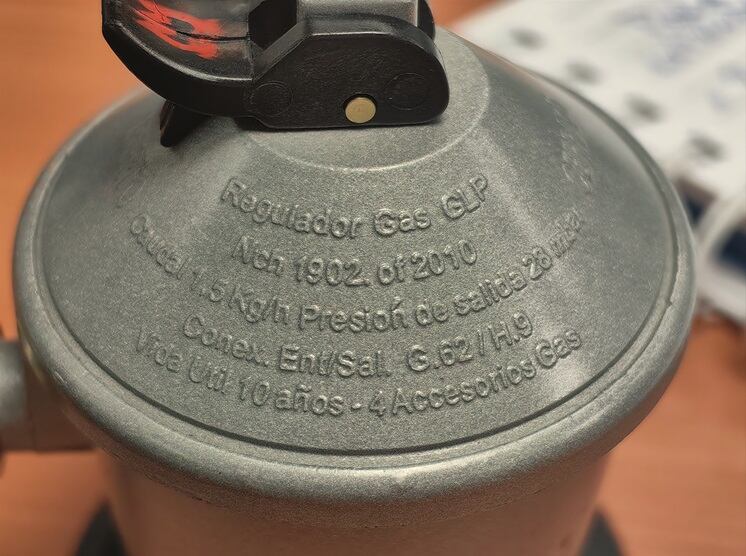 Regulador Gas GLP
Nch 1902. of 2010
Caudal 1.5 Kg/h Presión de salida 28 mbar
Conex. Ent/Sal. G.62 / H.9
Vida Util 10 años - 4 Accesorios Gas